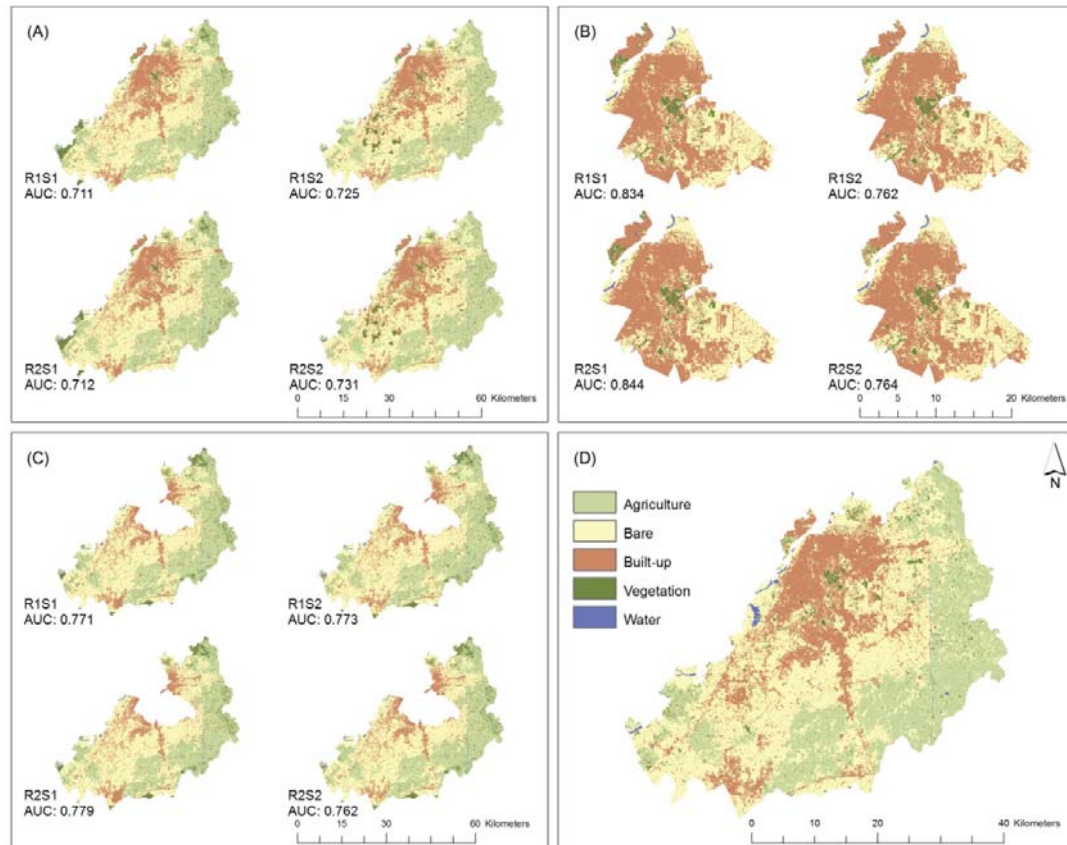 (A)
R1S1
AUC: 0.711
R1S2
AUC: 0.725
R2S1
AUC: 0.712
R2S2
AUC: 0.731
0 15 30 60 Kilometers
(B)
R1S1
AUC: 0.834
R1S2
AUC: 0.762
R2S1
AUC: 0.844
R2S2
AUC: 0.764
0 5 10 20 Kilometers
(C)
R1S1
AUC: 0.771
R1S2
AUC: 0.773
R2S1
AUC: 0.779
R2S2
AUC: 0.762
0 15 30 60 Kilometers
(D)
N
Agriculture
Bare
Built-up
Vegetation
Water
0 10 20 40 Kilometers